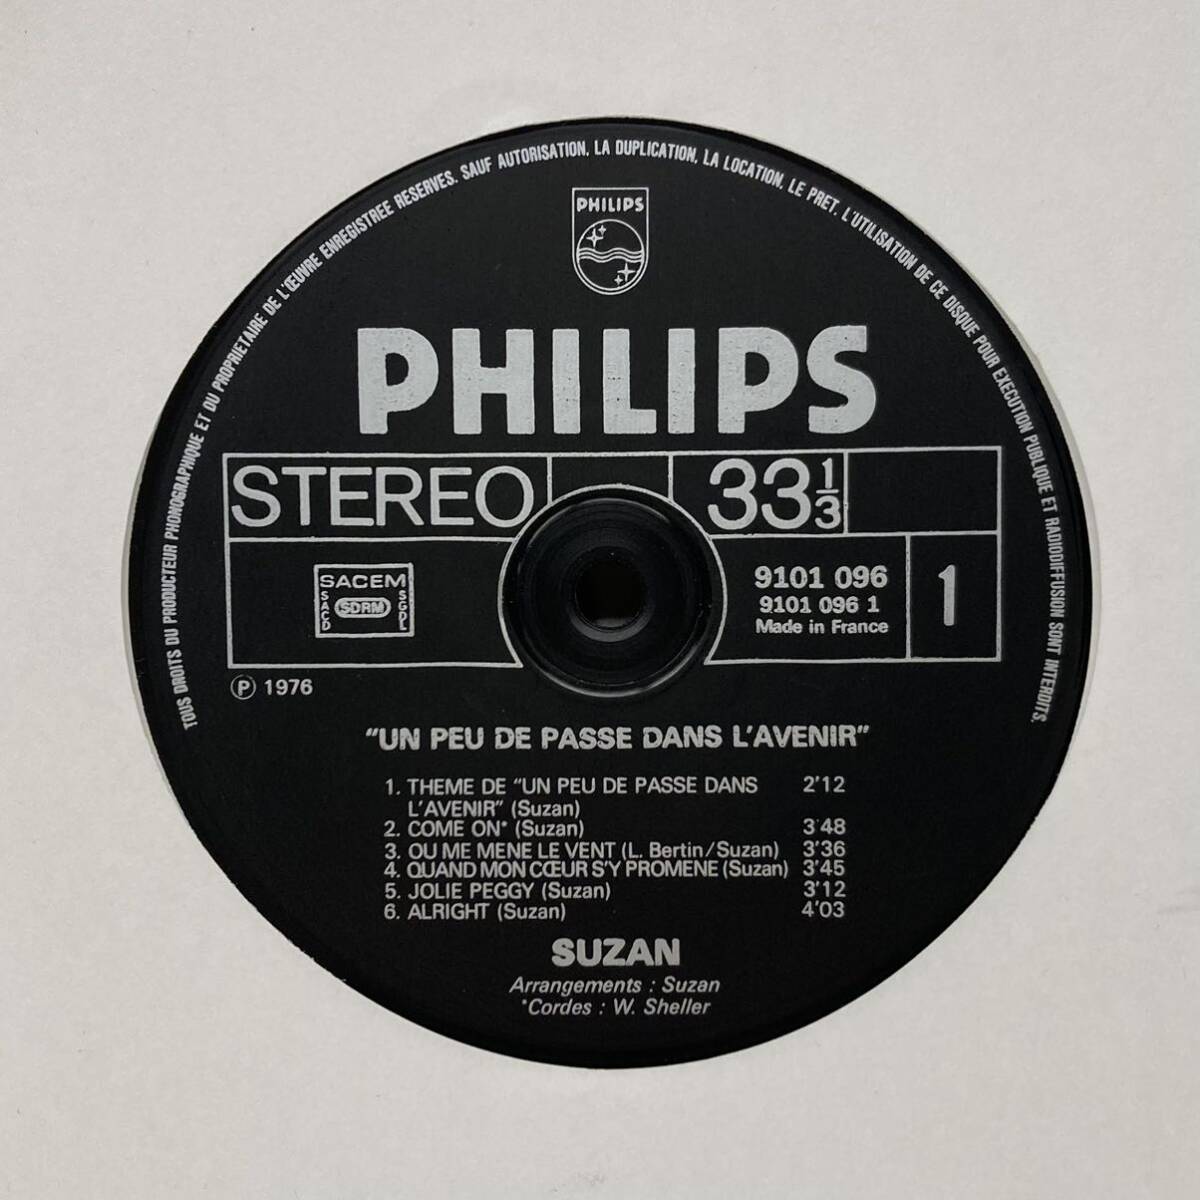 TOUS DROITS DU PRODUCTEUR PHONOGRAPHIQUE ET DU PROPRIETAIRE DE L'ŒUVRE ENREGISTREE RESERVES. SAUF AUTORISATION, LA DUPLICATION, LA LOCATION, LE PRET, L'UTILISATION DE CE DISQUE POUR EXECUTION PUBLIQUE ET RADIODIFFUSION SONT INTERDITS.
PHILIPS
PHILIPS
STEREO
33 1/3
SACEM
SACD
SDRM
SGDL
9101 096
9101 096 1
Made in France
1
Ⓟ 1976
"UN PEU DE PASSE DANS L'AVENIR"
1. THEME DE "UN PEU DE PASSE DANS 2'12
L'AVENIR" (Suzan)
2. COME ON* (Suzan) 3'48
3. OU ME MENE LE VENT (L. Bertin/Suzan) 3'36
4. QUAND MON CŒUR S'Y PROMENE (Suzan) 3'45
5. JOLIE PEGGY (Suzan) 3'12
6. ALRIGHT (Suzan) 4'03
SUZAN
Arrangements : Suzan
*Cordes : W. Sheller